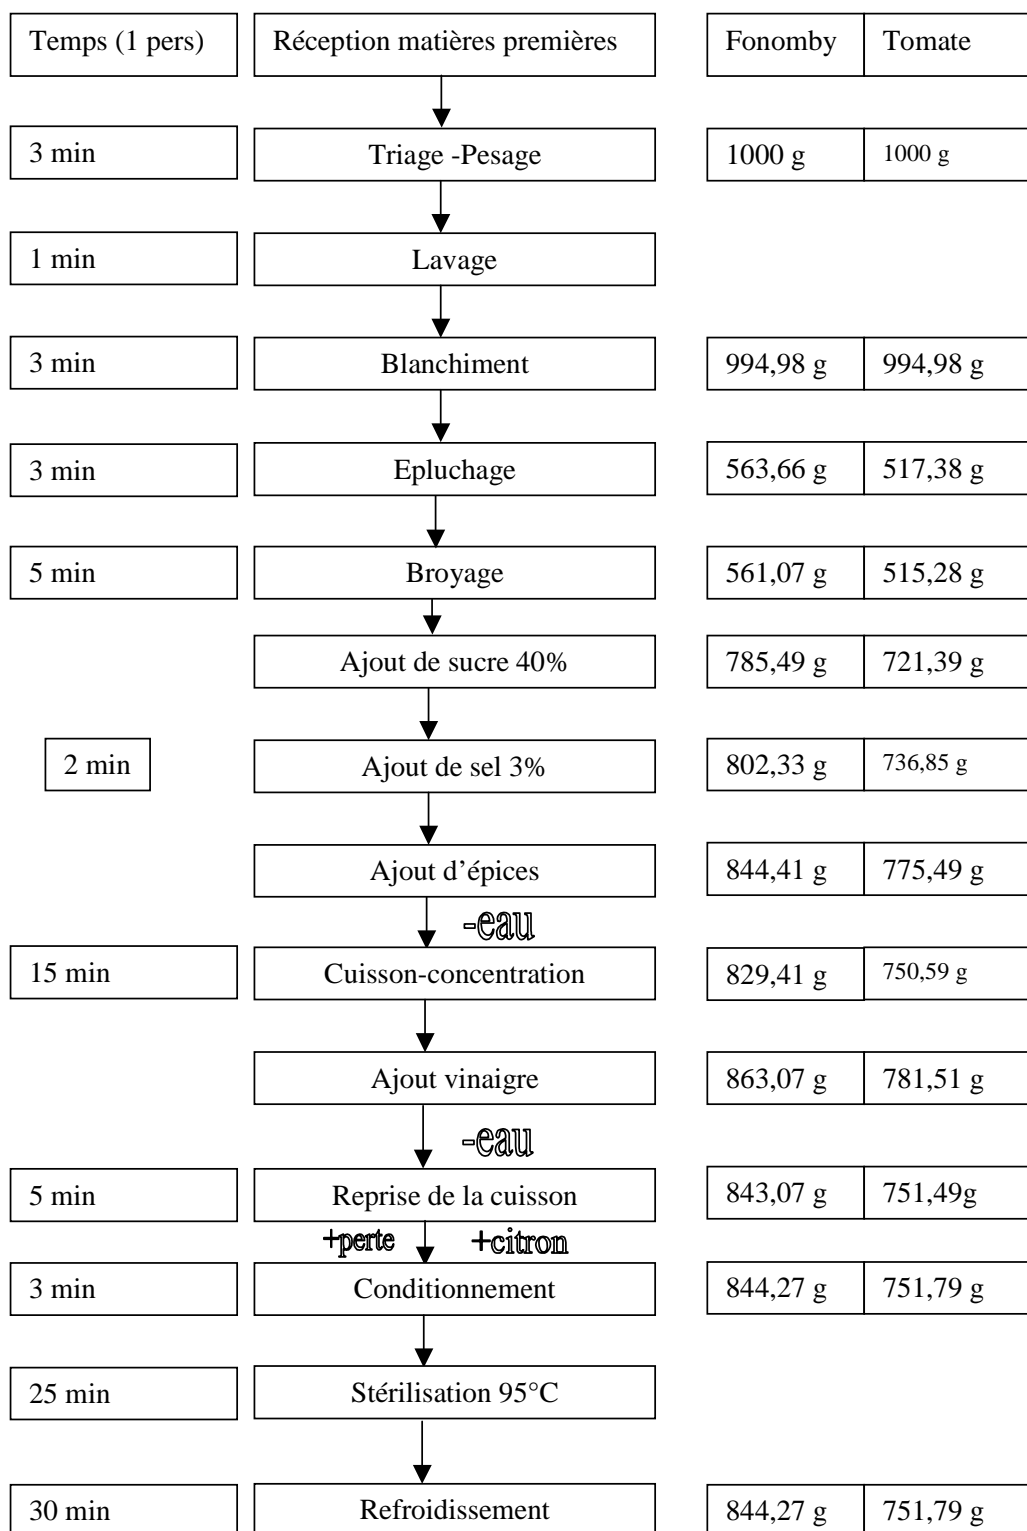 Temps (1 pers) Réception matières premières Fonomby Tomate
3 min Triage -Pesage 1000 g 1000 g
1 min Lavage
3 min Blanchiment 994,98 g 994,98 g
3 min Epluchage 563,66 g 517,38 g
5 min Broyage 561,07 g 515,28 g
Ajout de sucre 40% 785,49 g 721,39 g
2 min Ajout de sel 3% 802,33 g 736,85 g
Ajout d’épices 844,41 g 775,49 g
-eau
15 min Cuisson-concentration 829,41 g 750,59 g
Ajout vinaigre 863,07 g 781,51 g
-eau
5 min Reprise de la cuisson 843,07 g 751,49g
+perte +citron
3 min Conditionnement 844,27 g 751,79 g
25 min Stérilisation 95°C
30 min Refroidissement 844,27 g 751,79 g